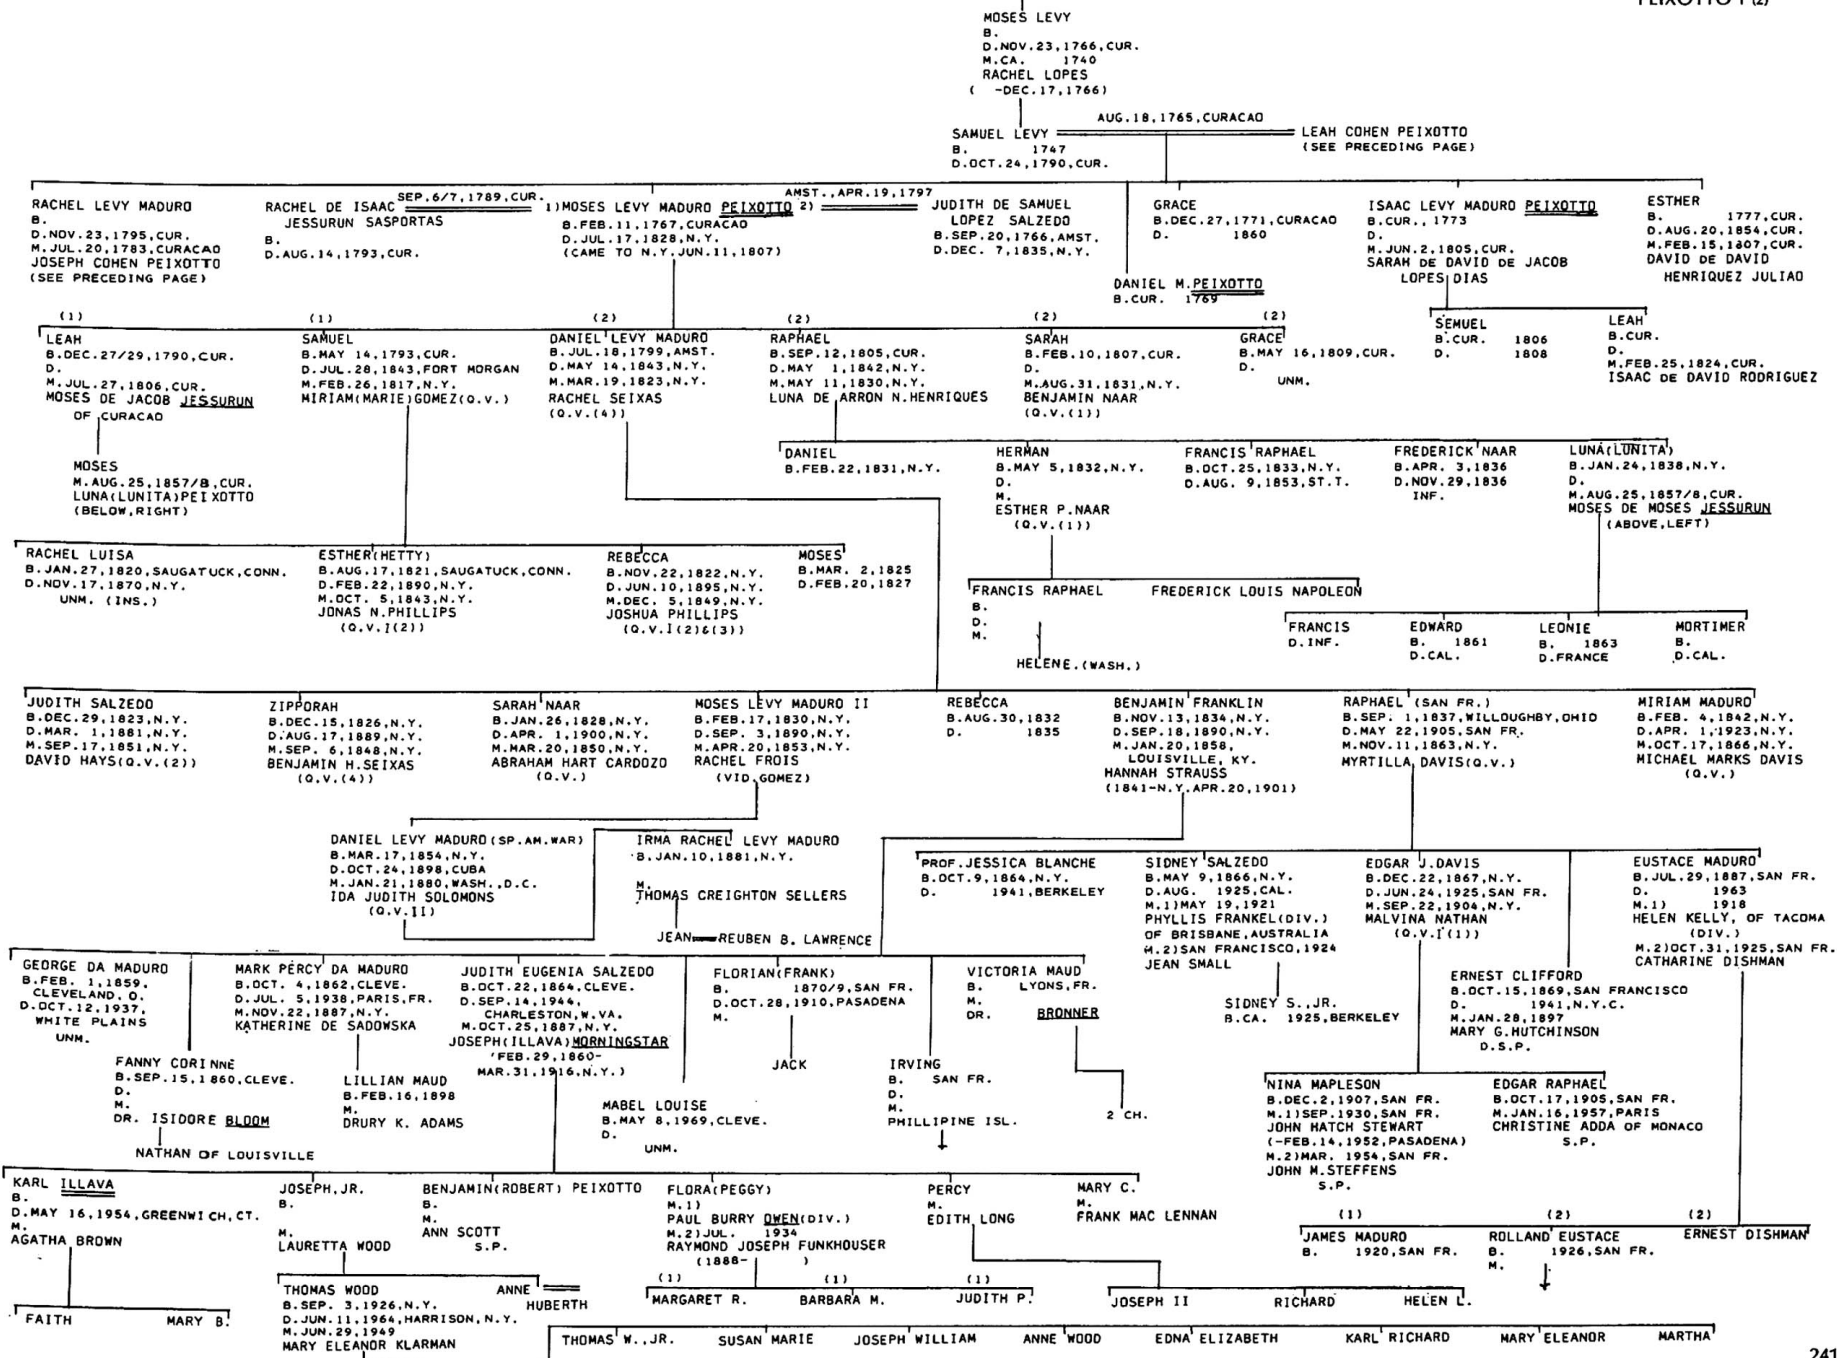 PEIXOTTO I (2)
MOSES LEVY
B.
D.NOV.23,1766,CUR.
M.CA. 1740
RACHEL LOPES
( -DEC.17,1766)
AUG.18,1765,CURACAO
SAMUEL LEVY
B. 1747
D.OCT.24,1790,CUR.
LEAH COHEN PEIXOTTO
(SEE PRECEDING PAGE)
RACHEL LEVY MADURO
B.
D.NOV.23,1795,CUR.
M.JUL.20,1783,CURACAO
JOSEPH COHEN PEIXOTTO
(SEE PRECEDING PAGE)
RACHEL DE ISAAC
JESSURUN SASPORTAS
B.
D.AUG.14,1793,CUR.
SEP.6/7,1789,CUR.
1)MOSES LEVY MADURO PEIXOTTO 2)
B.FEB.11,1767,CURACAO
D.JUL.17,1828,N.Y.
(CAME TO N.Y.JUN.11,1807)
AMST.,APR.19,1797
JUDITH DE SAMUEL
LOPEZ SALZEDO
B.SEP.20,1766,AMST.
D.DEC. 7,1835,N.Y.
DANIEL M.PEIXOTTO
B.CUR. 1769
GRACE
B.DEC.27,1771,CURACAO
D. 1860
ISAAC LEVY MADURO PEIXOTTO
B.CUR., 1773
D.
M.JUN.2,1805,CUR.
SARAH DE DAVID DE JACOB
LOPES DIAS
ESTHER
B. 1777,CUR.
D.AUG.20,1854,CUR.
M.FEB.15,1807,CUR.
DAVID DE DAVID
HENRIQUEZ JULIAO
(1)
LEAH
B.DEC.27/29,1790,CUR.
D.
M.JUL.27,1806,CUR.
MOSES DE JACOB JESSURUN
OF CURACAO
(1)
SAMUEL
B.MAY 14,1793,CUR.
D.JUL.28,1843,FORT MORGAN
M.FEB.26,1817,N.Y.
MIRIAM(MARIE)GOMEZ(Q.V.)
(2)
DANIEL LEVY MADURO
B.JUL.18,1799,AMST.
D.MAY 14,1843,N.Y.
M.MAR.19,1823,N.Y.
RACHEL SEIXAS
(Q.V.(4))
(2)
RAPHAEL
B.SEP.12,1805,CUR.
D.MAY 1,1842,N.Y.
M.MAY 11,1830,N.Y.
LUNA DE ARRON N.HENRIQUES
(2)
SARAH
B.FEB.10,1807,CUR.
D.
M.AUG.31,1831,N.Y.
BENJAMIN NAAR
(Q.V.(1))
(2)
GRACE
B.MAY 16,1809,CUR.
D.
UNM.
SEMUEL
B.CUR. 1806
D. 1808
LEAH
B.CUR.
D.
M.FEB.25,1824,CUR.
ISAAC DE DAVID RODRIGUEZ
MOSES
M.AUG.25,1857/8,CUR.
LUNA(LUNITA)PEIXOTTO
(BELOW,RIGHT)
DANIEL
B.FEB.22,1831,N.Y.
HERMAN
B.MAY 5,1832,N.Y.
D.
M.
ESTHER P.NAAR
(Q.V.(1))
FRANCIS RAPHAEL
B.OCT.25,1833,N.Y.
D.AUG. 9,1853,ST.T.
FREDERICK NAAR
B.APR. 3,1836
D.NOV.29,1836
INF.
LUNA(LUNITA)
B.JAN.24,1838,N.Y.
D.
M.AUG.25,1857/8,CUR.
MOSES DE MOSES JESSURUN
(ABOVE,LEFT)
RACHEL LUISA
B.JAN.27,1820,SAUGATUCK,CONN.
D.NOV.17,1870,N.Y.
UNM. (INS.)
ESTHER(HETTY)
B.AUG.17,1821,SAUGATUCK,CONN.
D.FEB.22,1890,N.Y.
M.OCT. 5,1843,N.Y.
JONAS N.PHILLIPS
(Q.V.I(2))
REBECCA
B.NOV.22,1822,N.Y.
D.JUN.10,1895,N.Y.
M.DEC. 5,1849,N.Y.
JOSHUA PHILLIPS
(Q.V.I(2)&(3))
MOSES
B.MAR. 2,1825
D.FEB.20,1827
FRANCIS RAPHAEL
B.
D.
M.
HELENE.(WASH.)
FREDERICK LOUIS NAPOLEON
FRANCIS
D.INF.
EDWARD
B. 1861
D.CAL.
LEONIE
B. 1863
D.FRANCE
MORTIMER
B.
D.CAL.
JUDITH SALZEDO
B.DEC.29,1823,N.Y.
D.MAR. 1,1881,N.Y.
M.SEP.17,1851,N.Y.
DAVID HAYS(Q.V.(2))
ZIPPORAH
B.DEC.15,1826,N.Y.
D.AUG.17,1889,N.Y.
M.SEP. 6,1848,N.Y.
BENJAMIN H.SEIXAS
(Q.V.(4))
SARAH NAAR
B.JAN.26,1828,N.Y.
D.APR. 1,1900,N.Y.
M.MAR.20,1850,N.Y.
ABRAHAM HART CARDOZO
(Q.V.)
MOSES LEVY MADURO II
B.FEB.17,1830,N.Y.
D.SEP. 3,1890,N.Y.
M.APR.20,1853,N.Y.
RACHEL FROIS
(VID.GOMEZ)
REBECCA
B.AUG.30,1832
D. 1835
BENJAMIN FRANKLIN
B.NOV.13,1834,N.Y.
D.SEP.18,1890,N.Y.
M.JAN.20,1858,
LOUISVILLE, KY.
HANNAH STRAUSS
(1841-N.Y.APR.20,1901)
RAPHAEL (SAN FR.)
B.SEP. 1,1837,WILLOUGHBY,OHIO
D.MAY 22,1905,SAN FR.
M.NOV.11,1863,N.Y.
MYRTILLA DAVIS(Q.V.)
MIRIAM MADURO
B.FEB. 4,1842,N.Y.
D.APR. 1,1923,N.Y.
M.OCT.17,1866,N.Y.
MICHAEL MARKS DAVIS
(Q.V.)
DANIEL LEVY MADURO(SP.AM.WAR)
B.MAR.17,1854,N.Y.
D.OCT.24,1898,CUBA
M.JAN.21,1880,WASH.,D.C.
IDA JUDITH SOLOMONS
(Q.V.II)
IRMA RACHEL LEVY MADURO
B.JAN.10,1881,N.Y.
M.
THOMAS CREIGHTON SELLERS
JEAN REUBEN B. LAWRENCE
PROF.JESSICA BLANCHE
B.OCT.9,1864,N.Y.
D. 1941,BERKELEY
SIDNEY SALZEDO
B.MAY 9,1866,N.Y.
D.AUG. 1925,CAL.
M.1)MAY 19,1921
PHYLLIS FRANKEL(DIV.)
OF BRISBANE,AUSTRALIA
M.2)SAN FRANCISCO,1924
JEAN SMALL
EDGAR J.DAVIS
B.DEC.22,1867,N.Y.
D.JUN.24,1925,SAN FR.
M.SEP.22,1904,N.Y.
MALVINA NATHAN
(Q.V.I(1))
EUSTACE MADURO
B.JUL.29,1887,SAN FR.
D. 1963
M.1) 1918
HELEN KELLY, OF TACOMA
(DIV.)
M.2)OCT.31,1925,SAN FR.
CATHARINE DISHMAN
GEORGE DA MADURO
B.FEB. 1,1859,
CLEVELAND, O.
D.OCT.12,1937,
WHITE PLAINS
UNM.
MARK PERCY DA MADURO
B.OCT. 4,1862,CLEVE.
D.JUL. 5,1938,PARIS,FR.
M.NOV.22,1887,N.Y.
KATHERINE DE SADOWSKA
JUDITH EUGENIA SALZEDO
B.OCT.22,1864,CLEVE.
D.SEP.14,1944,
CHARLESTON,W.VA.
M.OCT.25,1887,N.Y.
JOSEPH(ILLAVA)MORNINGSTAR
'FEB.29,1860-
MAR.31,1916,N.Y.)
FLORIAN(FRANK)
B. 1870/9,SAN FR.
D.OCT.28,1910,PASADENA
M.
JACK
VICTORIA MAUD
B. LYONS,FR.
M.
DR. BRONNER
2 CH.
SIDNEY S.,JR.
B.CA. 1925,BERKELEY
ERNEST CLIFFORD
B.OCT.15,1869,SAN FRANCISCO
D. 1941,N.Y.C.
M.JAN.28,1897
MARY G.HUTCHINSON
D.S.P.
FANNY CORINNE
B.SEP.15,1860,CLEVE.
D.
M.
DR. ISIDORE BLOOM
NATHAN OF LOUISVILLE
LILLIAN MAUD
B.FEB.16,1898
M.
DRURY K. ADAMS
MABEL LOUISE
B.MAY 8,1969,CLEVE.
D.
UNM.
IRVING
B. SAN FR.
D.
M.
PHILLIPINE ISL.
NINA MAPLESON
B.DEC.2,1907,SAN FR.
M.1)SEP.1930,SAN FR.
JOHN HATCH STEWART
(-FEB.14,1952,PASADENA)
M.2)MAR. 1954,SAN FR.
JOHN M.STEFFENS
S.P.
EDGAR RAPHAEL
B.OCT.17,1905,SAN FR.
M.JAN.16,1957,PARIS
CHRISTINE ADDA OF MONACO
S.P.
KARL ILLAVA
B.
D.MAY 16,1954,GREENWICH,CT.
M.
AGATHA BROWN
JOSEPH,JR.
B.
M.
LAURETTA WOOD
BENJAMIN(ROBERT) PEIXOTTO
B.
M.
ANN SCOTT
S.P.
FLORA(PEGGY)
M.1)
PAUL BURRY OWEN(DIV.)
M.2)JUL. 1934
RAYMOND JOSEPH FUNKHOUSER
(1888- )
PERCY
M.
EDITH LONG
MARY C.
M.
FRANK MAC LENNAN
(1)
JAMES MADURO
B. 1920,SAN FR.
(2)
ROLLAND EUSTACE
B. 1926,SAN FR.
M.
(2)
ERNEST DISHMAN
FAITH
MARY B.
THOMAS WOOD
B.SEP. 3,1926,N.Y.
D.JUN.11,1964,HARRISON,N.Y.
M.JUN.29,1949
MARY ELEANOR KLARMAN
ANNE
HUBERTH
(1)
MARGARET R.
(1)
BARBARA M.
(1)
JUDITH P.
JOSEPH II
RICHARD
HELEN L.
THOMAS W.,JR.
SUSAN MARIE
JOSEPH WILLIAM
ANNE WOOD
EDNA ELIZABETH
KARL RICHARD
MARY ELEANOR
MARTHA
241